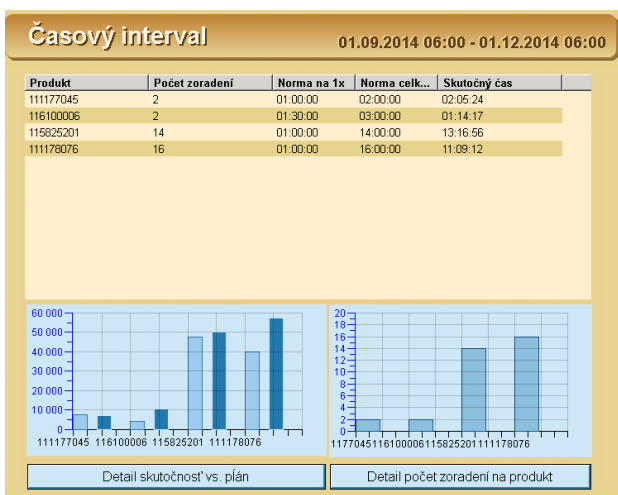 Časový interval
01.09.2014 06:00 - 01.12.2014 06:00
Produkt Počet zoradení Norma na 1x Norma celk... Skutočný čas
111177045 2 01:00:00 02:00:00 02:05:24
116100006 2 01:30:00 03:00:00 01:14:17
115825201 14 01:00:00 14:00:00 13:16:56
111178076 16 01:00:00 16:00:00 11:09:12
60 000
50 000
40 000
30 000
20 000
10 000
0
111177045 116100006 115825201 111178076
20
18
16
14
12
10
8
6
4
2
0
1177045 116100006 115825201 111178076
Detail skutočnosť vs. pĺán
Detail počet zoradení na produkt